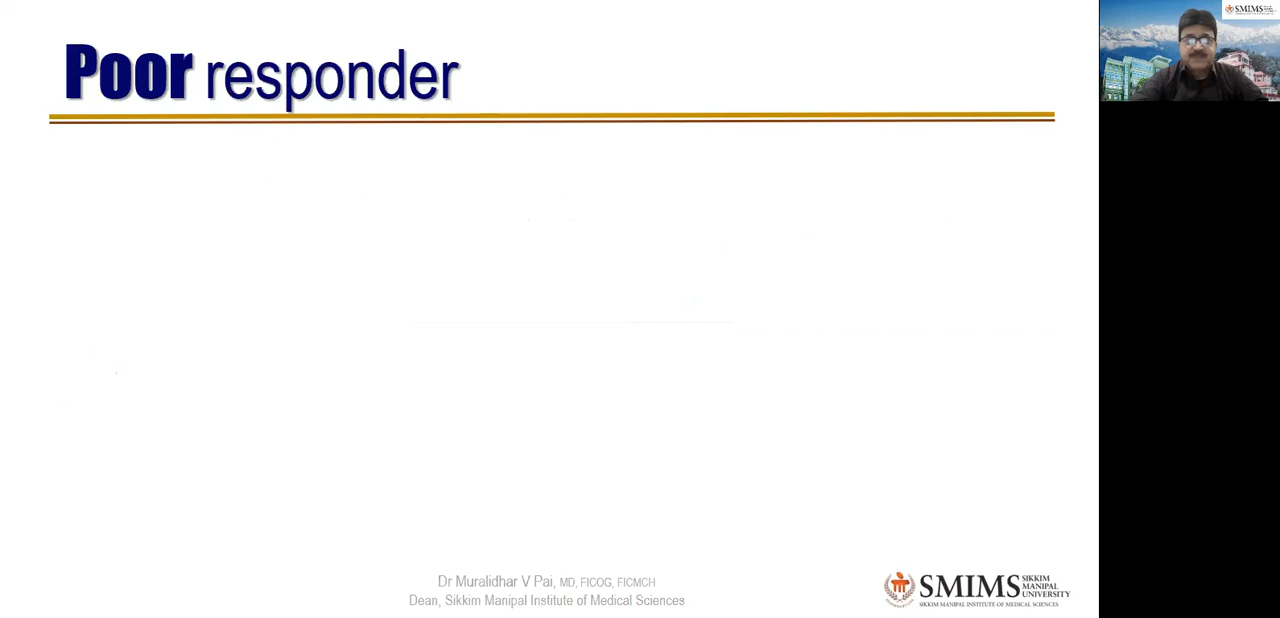 Poor responder
SMIMS
Dr Muralidhar V Pai, MD, FICOG, FICMCH
Dean, Sikkim Manipal Institute of Medical Sciences
SMIMS SIKKIM
MANIPAL
UNIVERSITY
SIKKIM MANIPAL INSTITUTE OF MEDICAL SCIENCES